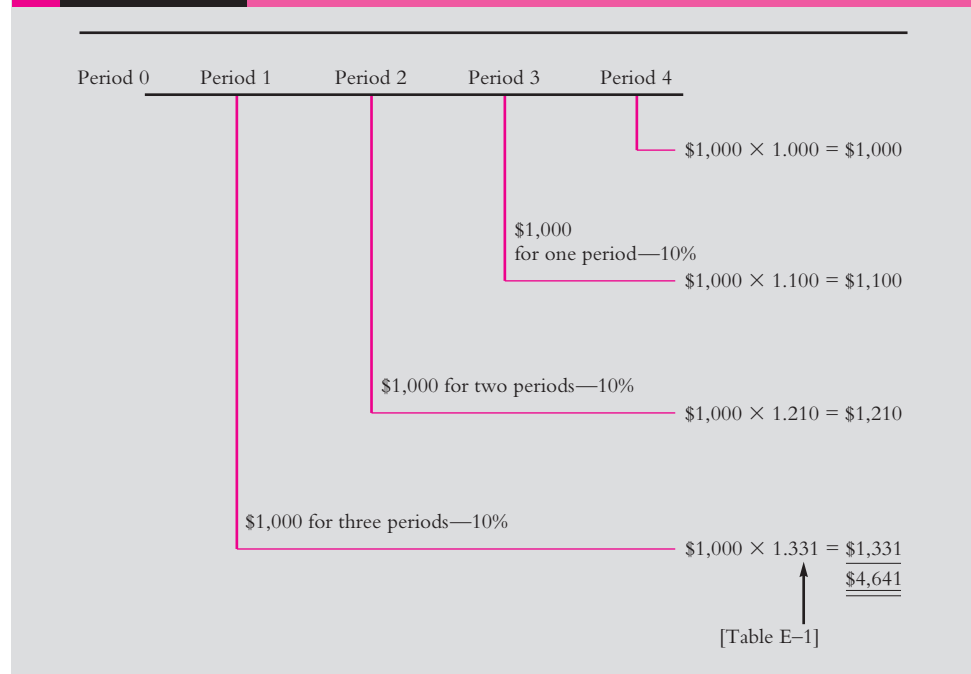 Period 0 Period 1 Period 2 Period 3 Period 4
$1,000 × 1.000 = $1,000
$1,000
for one period—10%
$1,000 × 1.100 = $1,100
$1,000 for two periods—10%
$1,000 × 1.210 = $1,210
$1,000 for three periods—10%
$1,000 × 1.331 = $1,331
$4,641
[Table E–1]